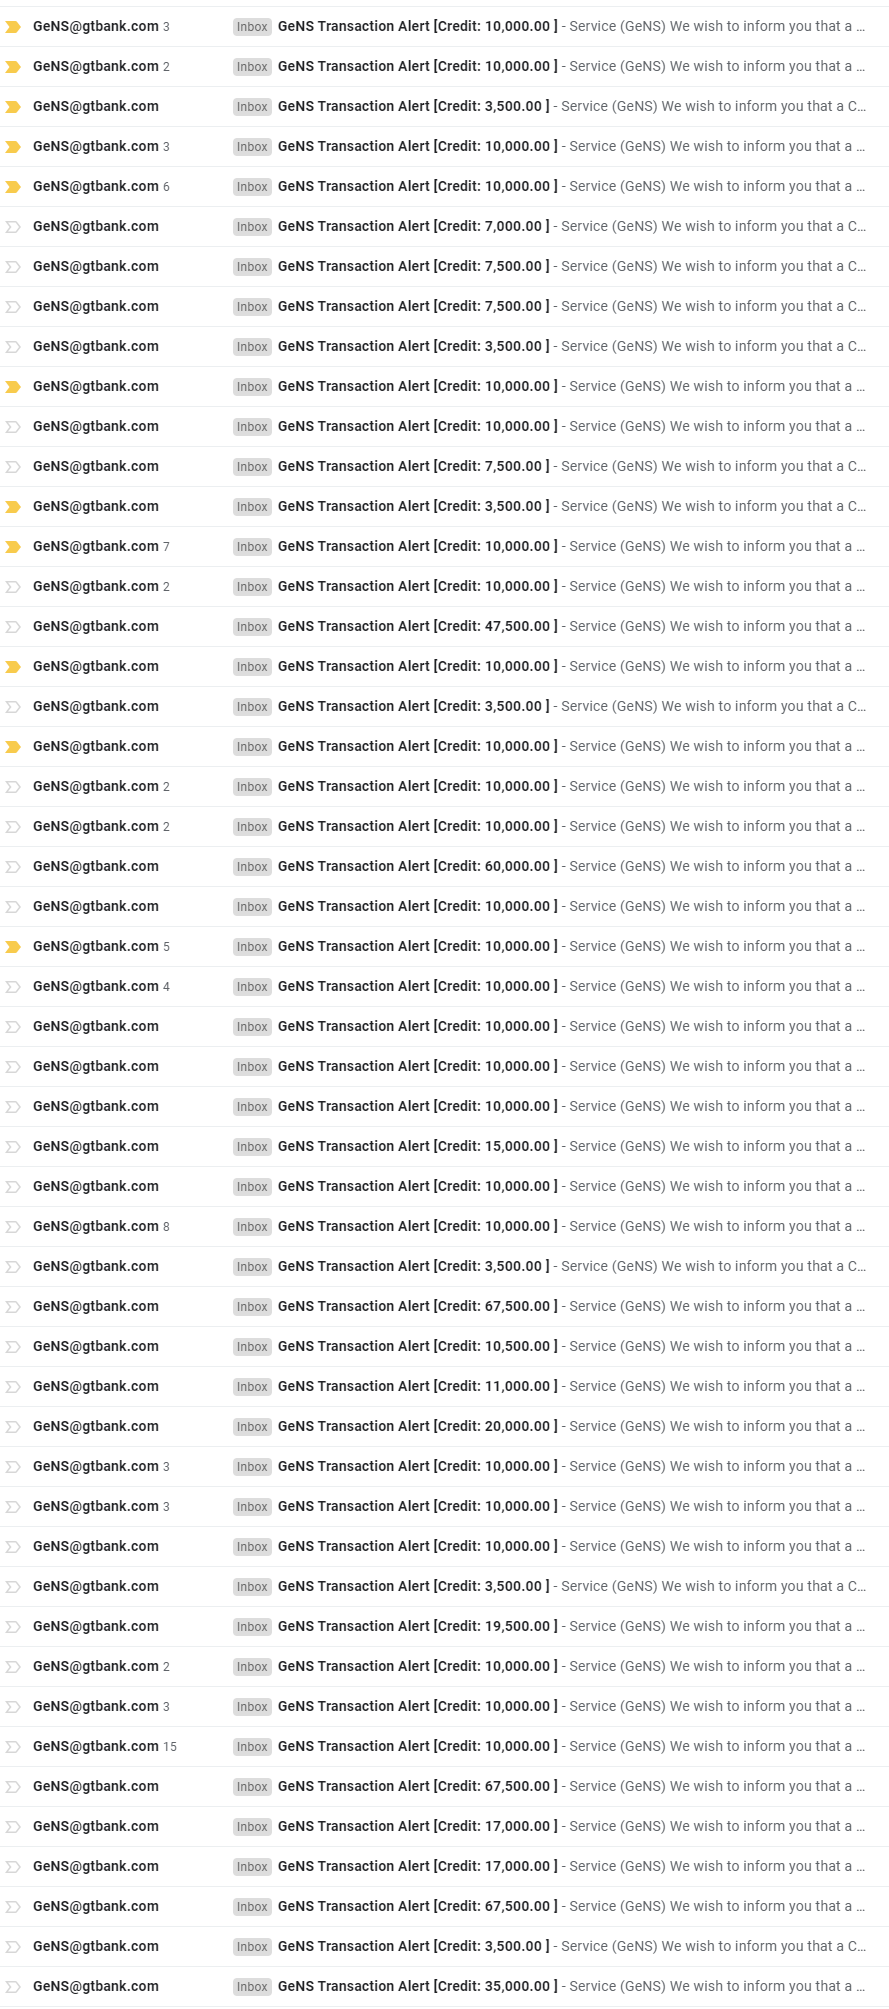 GeNS@gtbank.com 3 Inbox GeNS Transaction Alert [Credit: 10,000.00 ] - Service (GeNS) We wish to inform you that a ...
GeNS@gtbank.com 2 Inbox GeNS Transaction Alert [Credit: 10,000.00 ] - Service (GeNS) We wish to inform you that a ...
GeNS@gtbank.com Inbox GeNS Transaction Alert [Credit: 3,500.00 ] - Service (GeNS) We wish to inform you that a C...
GeNS@gtbank.com 3 Inbox GeNS Transaction Alert [Credit: 10,000.00 ] - Service (GeNS) We wish to inform you that a ...
GeNS@gtbank.com 6 Inbox GeNS Transaction Alert [Credit: 10,000.00 ] - Service (GeNS) We wish to inform you that a ...
GeNS@gtbank.com Inbox GeNS Transaction Alert [Credit: 7,000.00 ] - Service (GeNS) We wish to inform you that a C...
GeNS@gtbank.com Inbox GeNS Transaction Alert [Credit: 7,500.00 ] - Service (GeNS) We wish to inform you that a C...
GeNS@gtbank.com Inbox GeNS Transaction Alert [Credit: 7,500.00 ] - Service (GeNS) We wish to inform you that a C...
GeNS@gtbank.com Inbox GeNS Transaction Alert [Credit: 3,500.00 ] - Service (GeNS) We wish to inform you that a C...
GeNS@gtbank.com Inbox GeNS Transaction Alert [Credit: 10,000.00 ] - Service (GeNS) We wish to inform you that a ...
GeNS@gtbank.com Inbox GeNS Transaction Alert [Credit: 10,000.00 ] - Service (GeNS) We wish to inform you that a ...
GeNS@gtbank.com Inbox GeNS Transaction Alert [Credit: 7,500.00 ] - Service (GeNS) We wish to inform you that a C...
GeNS@gtbank.com Inbox GeNS Transaction Alert [Credit: 3,500.00 ] - Service (GeNS) We wish to inform you that a C...
GeNS@gtbank.com 7 Inbox GeNS Transaction Alert [Credit: 10,000.00 ] - Service (GeNS) We wish to inform you that a ...
GeNS@gtbank.com 2 Inbox GeNS Transaction Alert [Credit: 10,000.00 ] - Service (GeNS) We wish to inform you that a ...
GeNS@gtbank.com Inbox GeNS Transaction Alert [Credit: 47,500.00 ] - Service (GeNS) We wish to inform you that a ...
GeNS@gtbank.com Inbox GeNS Transaction Alert [Credit: 10,000.00 ] - Service (GeNS) We wish to inform you that a ...
GeNS@gtbank.com Inbox GeNS Transaction Alert [Credit: 3,500.00 ] - Service (GeNS) We wish to inform you that a C...
GeNS@gtbank.com Inbox GeNS Transaction Alert [Credit: 10,000.00 ] - Service (GeNS) We wish to inform you that a ...
GeNS@gtbank.com 2 Inbox GeNS Transaction Alert [Credit: 10,000.00 ] - Service (GeNS) We wish to inform you that a ...
GeNS@gtbank.com 2 Inbox GeNS Transaction Alert [Credit: 10,000.00 ] - Service (GeNS) We wish to inform you that a ...
GeNS@gtbank.com Inbox GeNS Transaction Alert [Credit: 60,000.00 ] - Service (GeNS) We wish to inform you that a ...
GeNS@gtbank.com Inbox GeNS Transaction Alert [Credit: 10,000.00 ] - Service (GeNS) We wish to inform you that a ...
GeNS@gtbank.com 5 Inbox GeNS Transaction Alert [Credit: 10,000.00 ] - Service (GeNS) We wish to inform you that a ...
GeNS@gtbank.com 4 Inbox GeNS Transaction Alert [Credit: 10,000.00 ] - Service (GeNS) We wish to inform you that a ...
GeNS@gtbank.com Inbox GeNS Transaction Alert [Credit: 10,000.00 ] - Service (GeNS) We wish to inform you that a ...
GeNS@gtbank.com Inbox GeNS Transaction Alert [Credit: 10,000.00 ] - Service (GeNS) We wish to inform you that a ...
GeNS@gtbank.com Inbox GeNS Transaction Alert [Credit: 10,000.00 ] - Service (GeNS) We wish to inform you that a ...
GeNS@gtbank.com Inbox GeNS Transaction Alert [Credit: 15,000.00 ] - Service (GeNS) We wish to inform you that a ...
GeNS@gtbank.com Inbox GeNS Transaction Alert [Credit: 10,000.00 ] - Service (GeNS) We wish to inform you that a ...
GeNS@gtbank.com 8 Inbox GeNS Transaction Alert [Credit: 10,000.00 ] - Service (GeNS) We wish to inform you that a ...
GeNS@gtbank.com Inbox GeNS Transaction Alert [Credit: 3,500.00 ] - Service (GeNS) We wish to inform you that a C...
GeNS@gtbank.com Inbox GeNS Transaction Alert [Credit: 67,500.00 ] - Service (GeNS) We wish to inform you that a ...
GeNS@gtbank.com Inbox GeNS Transaction Alert [Credit: 10,500.00 ] - Service (GeNS) We wish to inform you that a ...
GeNS@gtbank.com Inbox GeNS Transaction Alert [Credit: 11,000.00 ] - Service (GeNS) We wish to inform you that a ...
GeNS@gtbank.com Inbox GeNS Transaction Alert [Credit: 20,000.00 ] - Service (GeNS) We wish to inform you that a ...
GeNS@gtbank.com 3 Inbox GeNS Transaction Alert [Credit: 10,000.00 ] - Service (GeNS) We wish to inform you that a ...
GeNS@gtbank.com 3 Inbox GeNS Transaction Alert [Credit: 10,000.00 ] - Service (GeNS) We wish to inform you that a ...
GeNS@gtbank.com Inbox GeNS Transaction Alert [Credit: 10,000.00 ] - Service (GeNS) We wish to inform you that a ...
GeNS@gtbank.com Inbox GeNS Transaction Alert [Credit: 3,500.00 ] - Service (GeNS) We wish to inform you that a C...
GeNS@gtbank.com Inbox GeNS Transaction Alert [Credit: 19,500.00 ] - Service (GeNS) We wish to inform you that a ...
GeNS@gtbank.com 2 Inbox GeNS Transaction Alert [Credit: 10,000.00 ] - Service (GeNS) We wish to inform you that a ...
GeNS@gtbank.com 3 Inbox GeNS Transaction Alert [Credit: 10,000.00 ] - Service (GeNS) We wish to inform you that a ...
GeNS@gtbank.com 15 Inbox GeNS Transaction Alert [Credit: 10,000.00 ] - Service (GeNS) We wish to inform you that a ...
GeNS@gtbank.com Inbox GeNS Transaction Alert [Credit: 67,500.00 ] - Service (GeNS) We wish to inform you that a ...
GeNS@gtbank.com Inbox GeNS Transaction Alert [Credit: 17,000.00 ] - Service (GeNS) We wish to inform you that a ...
GeNS@gtbank.com Inbox GeNS Transaction Alert [Credit: 17,000.00 ] - Service (GeNS) We wish to inform you that a ...
GeNS@gtbank.com Inbox GeNS Transaction Alert [Credit: 67,500.00 ] - Service (GeNS) We wish to inform you that a ...
GeNS@gtbank.com Inbox GeNS Transaction Alert [Credit: 3,500.00 ] - Service (GeNS) We wish to inform you that a C...
GeNS@gtbank.com Inbox GeNS Transaction Alert [Credit: 35,000.00 ] - Service (GeNS) We wish to inform you that a ...